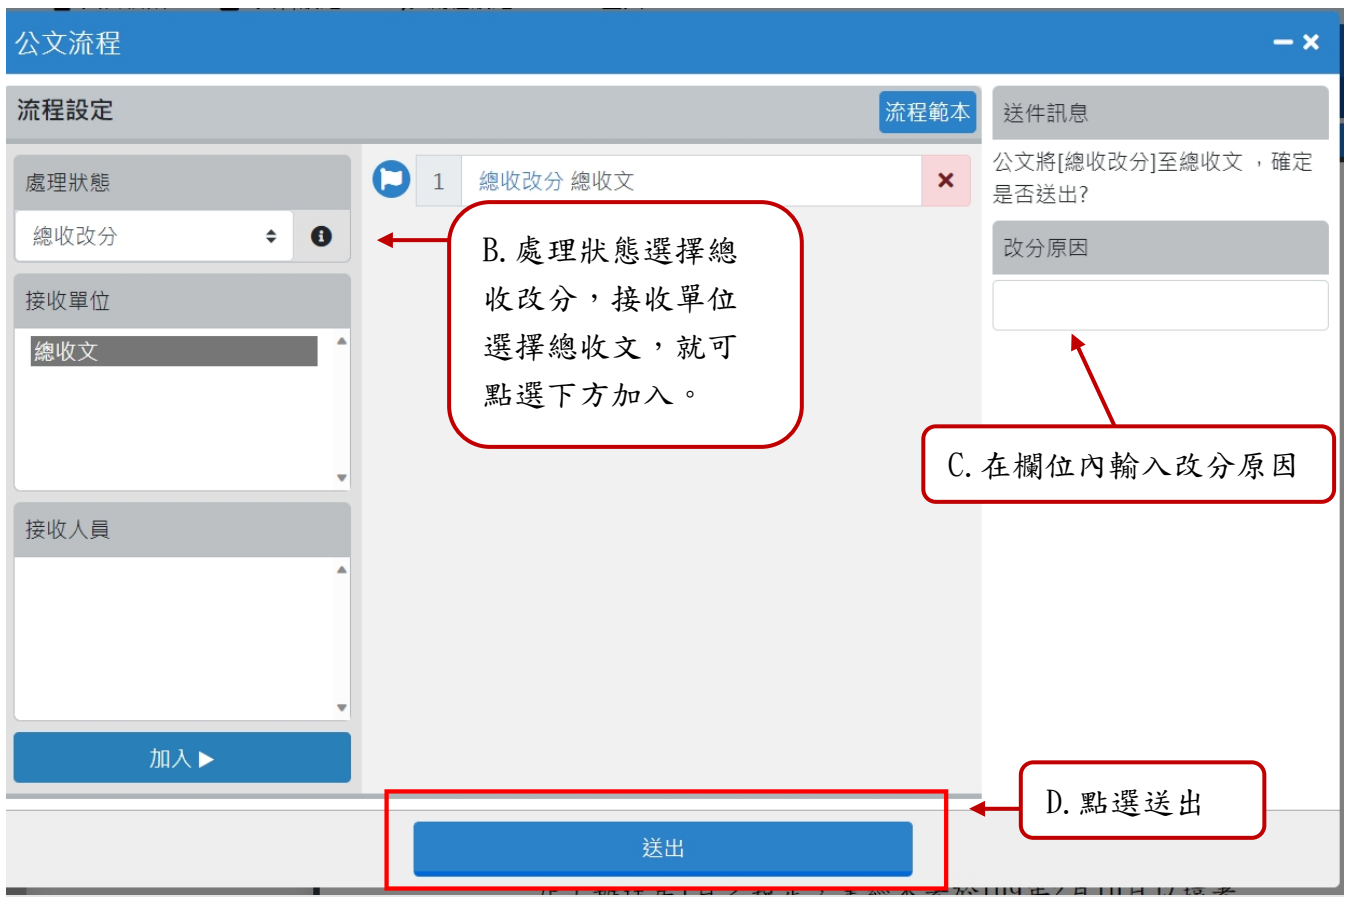 公文流程
流程設定
流程範本
處理狀態
總收改分
接收單位
總收文
接收人員
加入
1 總收改分 總收文
B.處理狀態選擇總
收改分，接收單位
選擇總收文，就可
點選下方加入。
送件訊息
公文將[總收改分]至總收文 ，確定
是否送出?
改分原因
C.在欄位內輸入改分原因
D.點選送出
送出